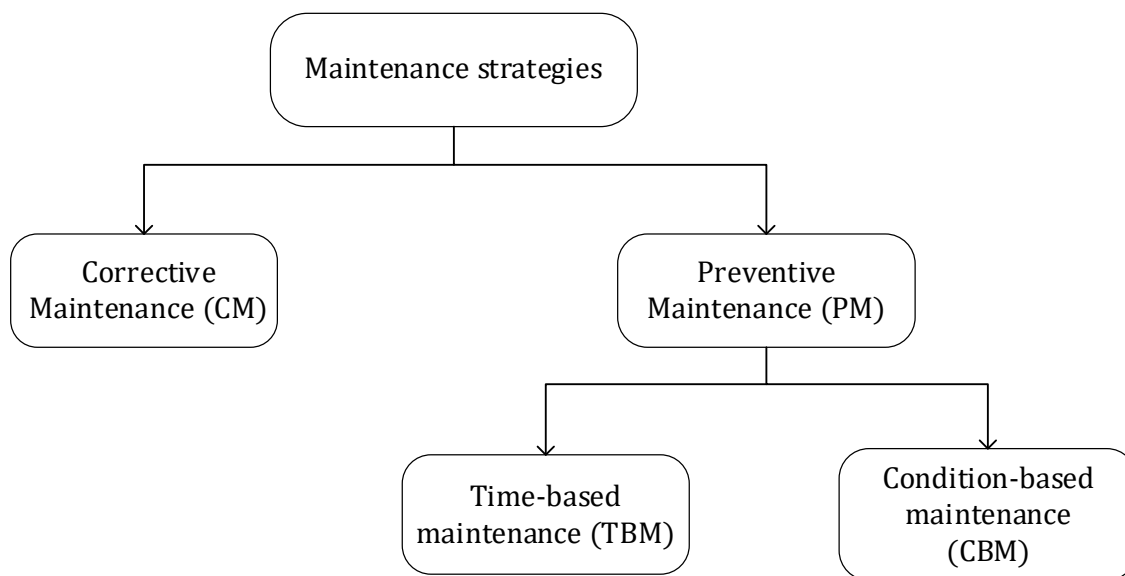 Maintenance strategies
Corrective
Maintenance (CM)
Preventive
Maintenance (PM)
Time-based
maintenance (TBM)
Condition-based
maintenance
(CBM)